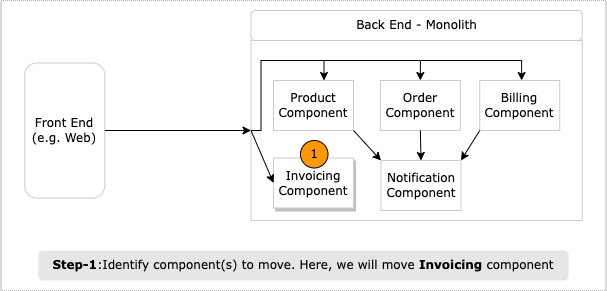 Back End - Monolith
Front End
(e.g. Web)
Product
Component
Order
Component
Billing
Component
1
Invoicing
Component
Notification
Component
Step-1:Identify component(s) to move. Here, we will move Invoicing component